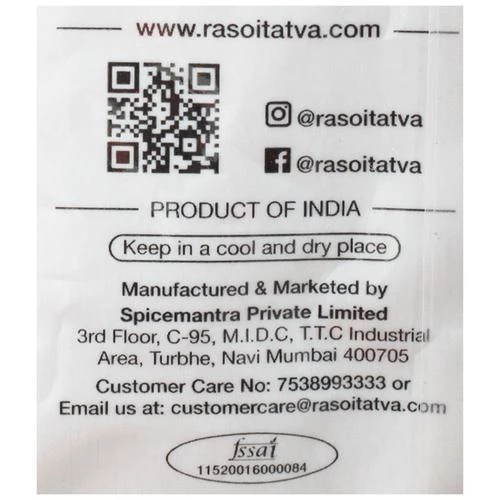 www.rasoitatva.com
@rasoitatva
@rasoitatva
PRODUCT OF INDIA
Keep in a cool and dry place
Manufactured & Marketed by
Spicemantra Private Limited
3rd Floor, C-95, M.I.D.C, T.T.C Industrial
Area, Turbhe, Navi Mumbai 400705
Customer Care No: 7538993333 or
Email us at: customercare@rasoitatva.com
fssai
11520016000084